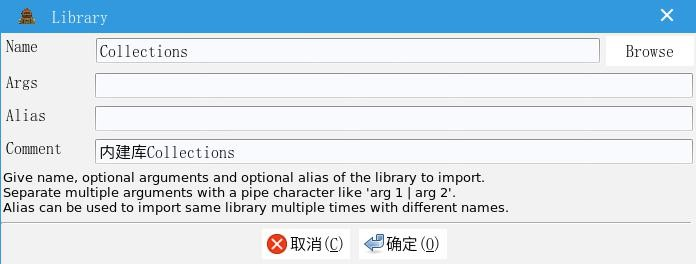 Library
Name Collections Browse
Args
Alias
Comment 内建库Collections
Give name, optional arguments and optional alias of the library to import.
Separate multiple arguments with a pipe character like 'arg 1 | arg 2'.
Alias can be used to import same library multiple times with different names.
取消(C) 确定(O)